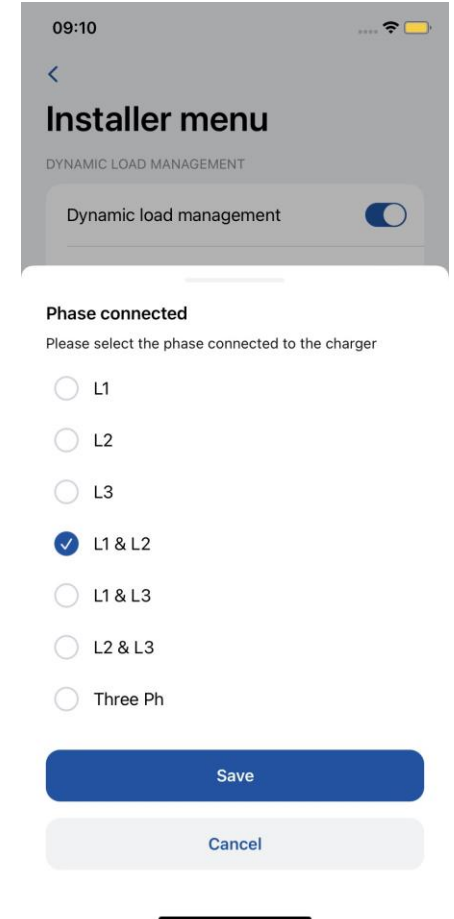 09:10
Installer menu
DYNAMIC LOAD MANAGEMENT
Dynamic load management
Phase connected
Please select the phase connected to the charger
L1
L2
L3
L1 & L2
L1 & L3
L2 & L3
Three Ph
Save
Cancel